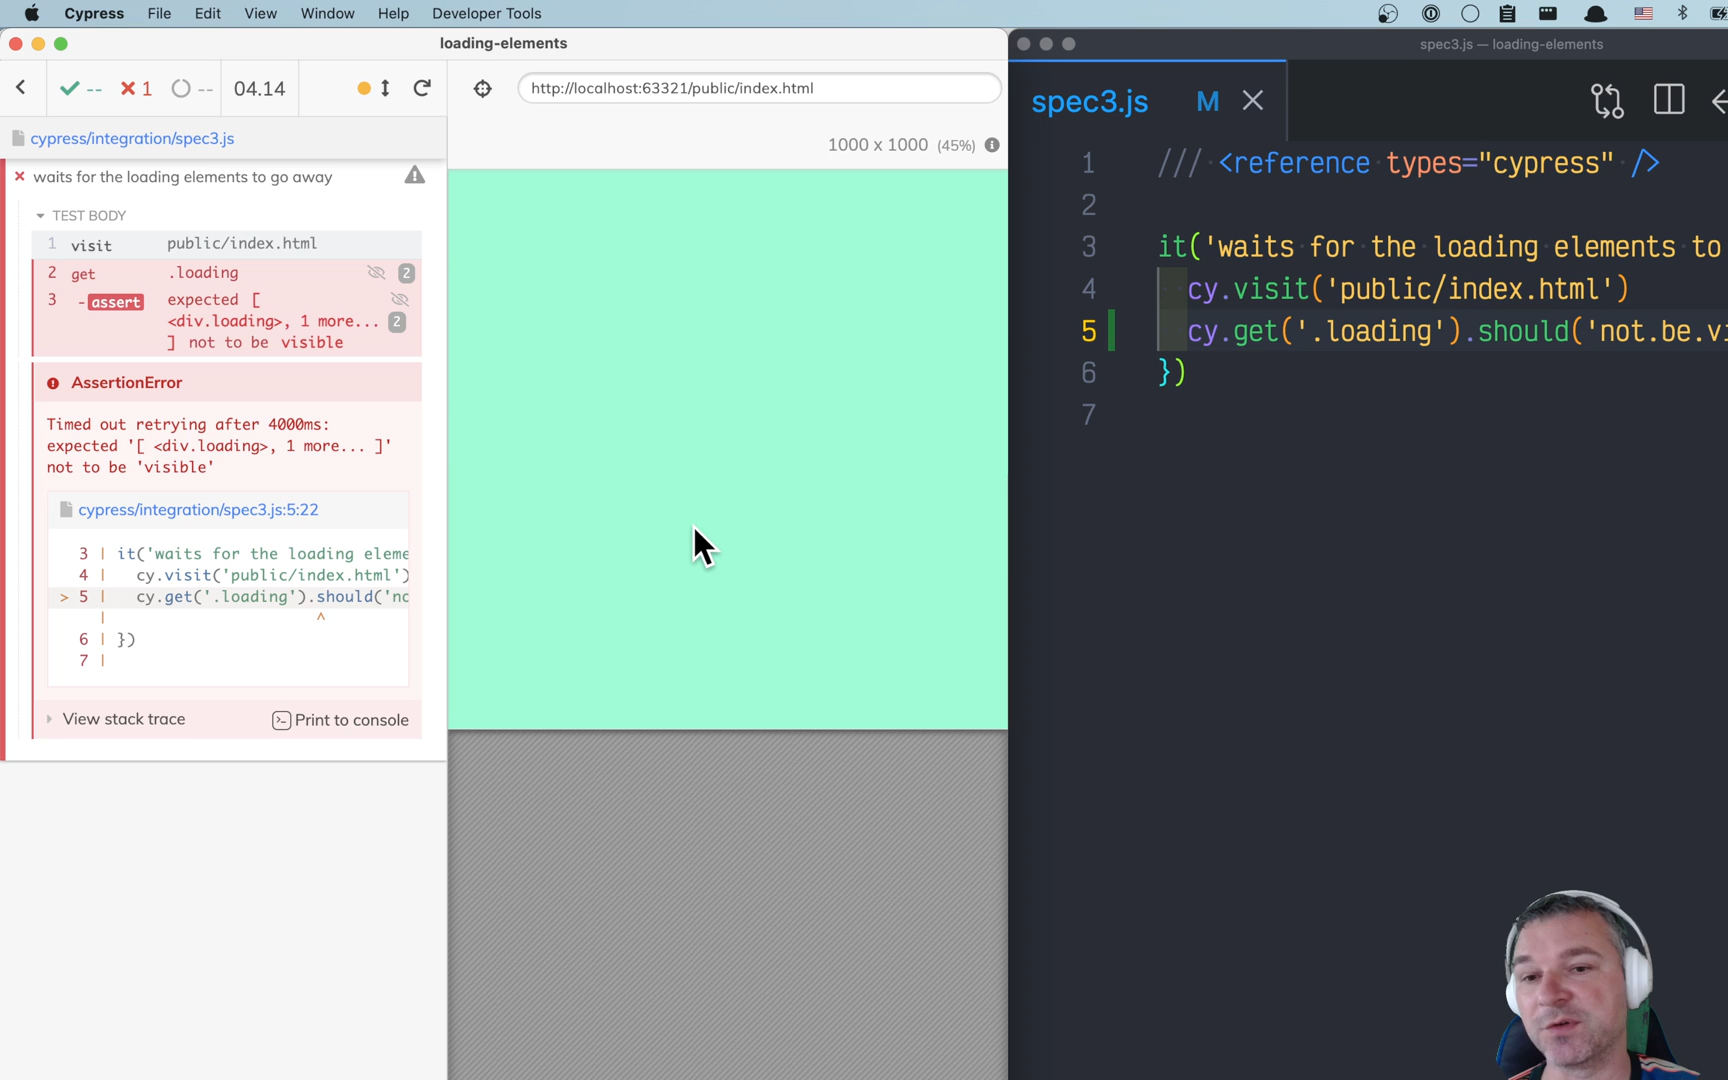 Cypress File Edit View Window Help Developer Tools
loading-elements
-- 1 -- 04.14
http://localhost:63321/public/index.html
cypress/integration/spec3.js
1000 x 1000 (45%)
waits for the loading elements to go away
TEST BODY
1 visit public/index.html
2 get .loading 2
3 -assert expected [
<div.loading>, 1 more... 2
] not to be visible
AssertionError
Timed out retrying after 4000ms:
expected '[ <div.loading>, 1 more... ]'
not to be 'visible'
cypress/integration/spec3.js:5:22
3 | it('waits for the loading eleme
4 | cy.visit('public/index.html')
> 5 | cy.get('.loading').should('no
| ^
6 | })
7 |
View stack trace Print to console
spec3.js — loading-elements
spec3.js M
1 /// <reference types="cypress" />
2
3 it('waits for the loading elements to
4 cy.visit('public/index.html')
5 cy.get('.loading').should('not.be.vi
6 })
7